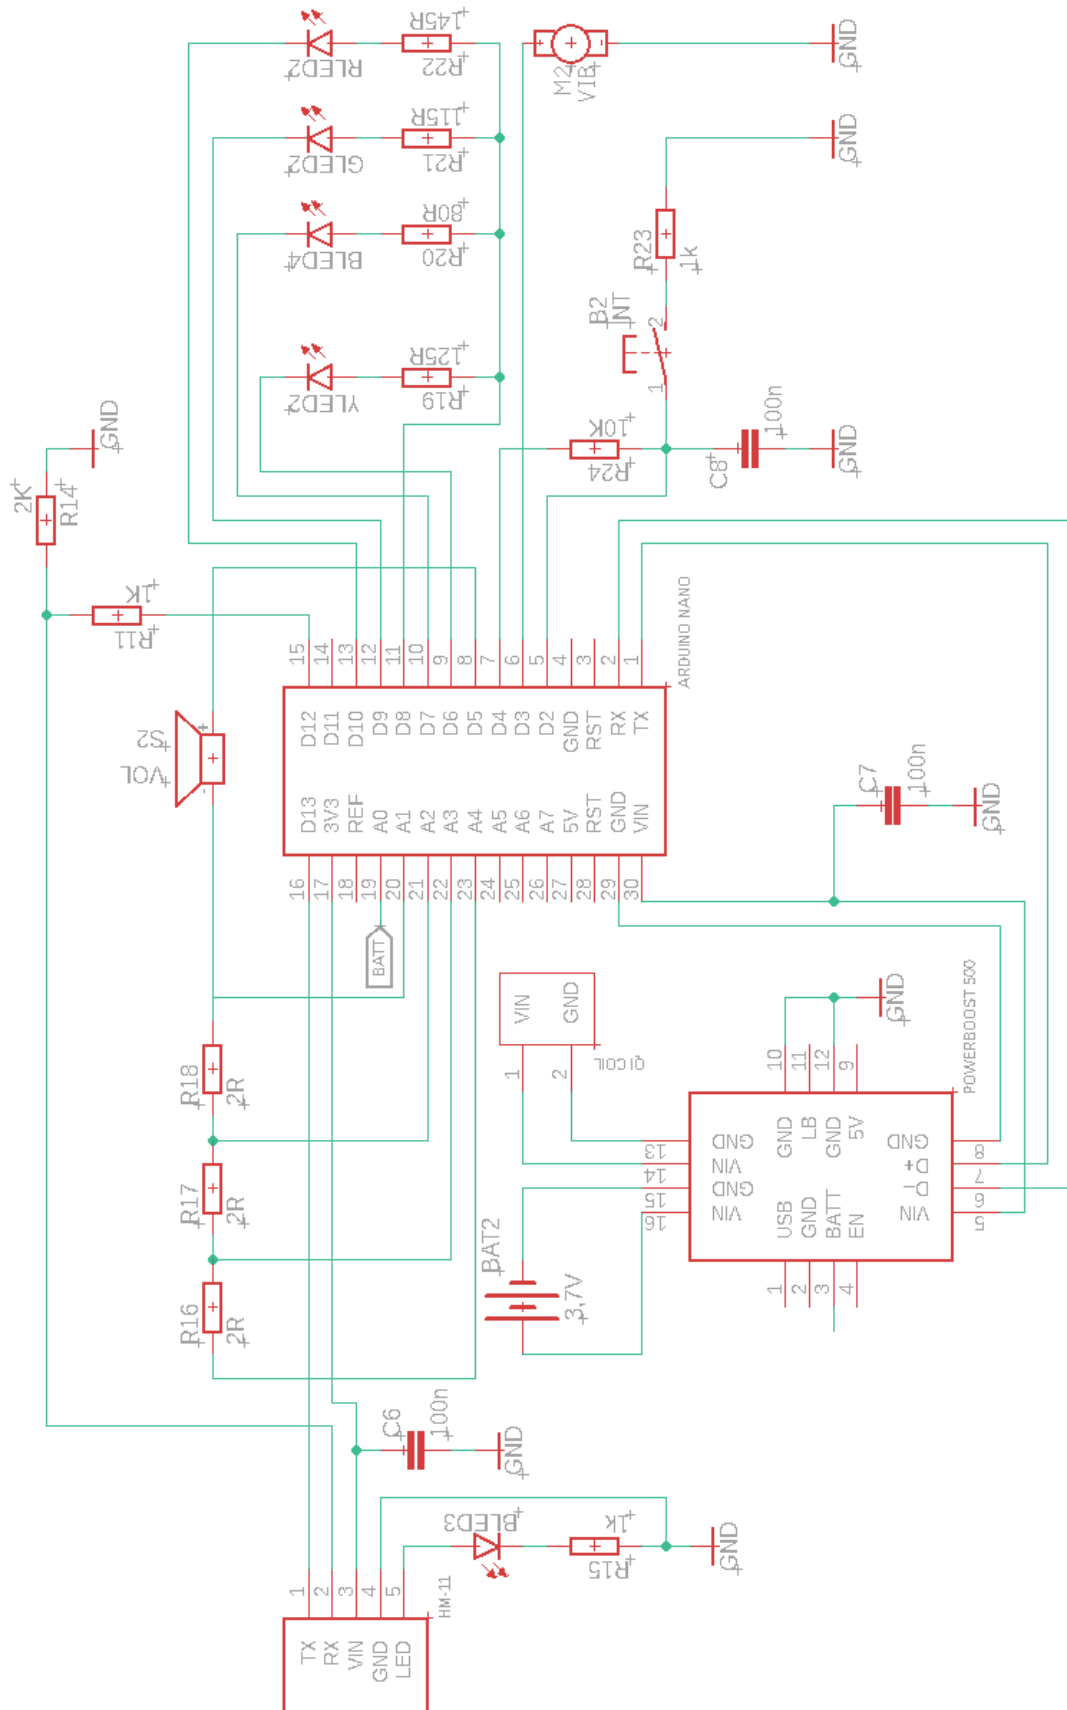 145R
RLED2
R22
M2
VIB
GND
115R
GLED2
R21
GND
80R
BLED4
R20
R23
1k
B2
INT
2
1
125R
YLED2
R19
GND
10K
R24
C8
100n
GND
2K
R14
1K
R11
ARDUINO NANO
15
14
13
12
11
10
9
8
7
6
5
4
3
2
1
D12
D11
D10
D9
D8
D7
D6
D5
D4
D3
D2
GND
RST
RX
TX
D13
3V3
REF
A0
A1
A2
A3
A4
A5
A6
A7
5V
RST
GND
VIN
16
17
18
19
20
21
22
23
24
25
26
27
28
29
30
S2
VOL
C7
100n
GND
BATT
VIN
GND
1
2
QI COIL
GND
POWERBOOST 500
10
11
12
9
GND
LB
GND
5V
13
14
15
16
GND
VIN
GND
VIN
GND
D+
D-
VIN
8
7
6
5
USB
GND
BATT
EN
1
2
3
4
R18
2R
R17
2R
R16
2R
BAT2
3,7V
C6
100n
GND
BLED3
1k
R15
GND
1
2
3
4
5
HM-11
TX
RX
VIN
GND
LED